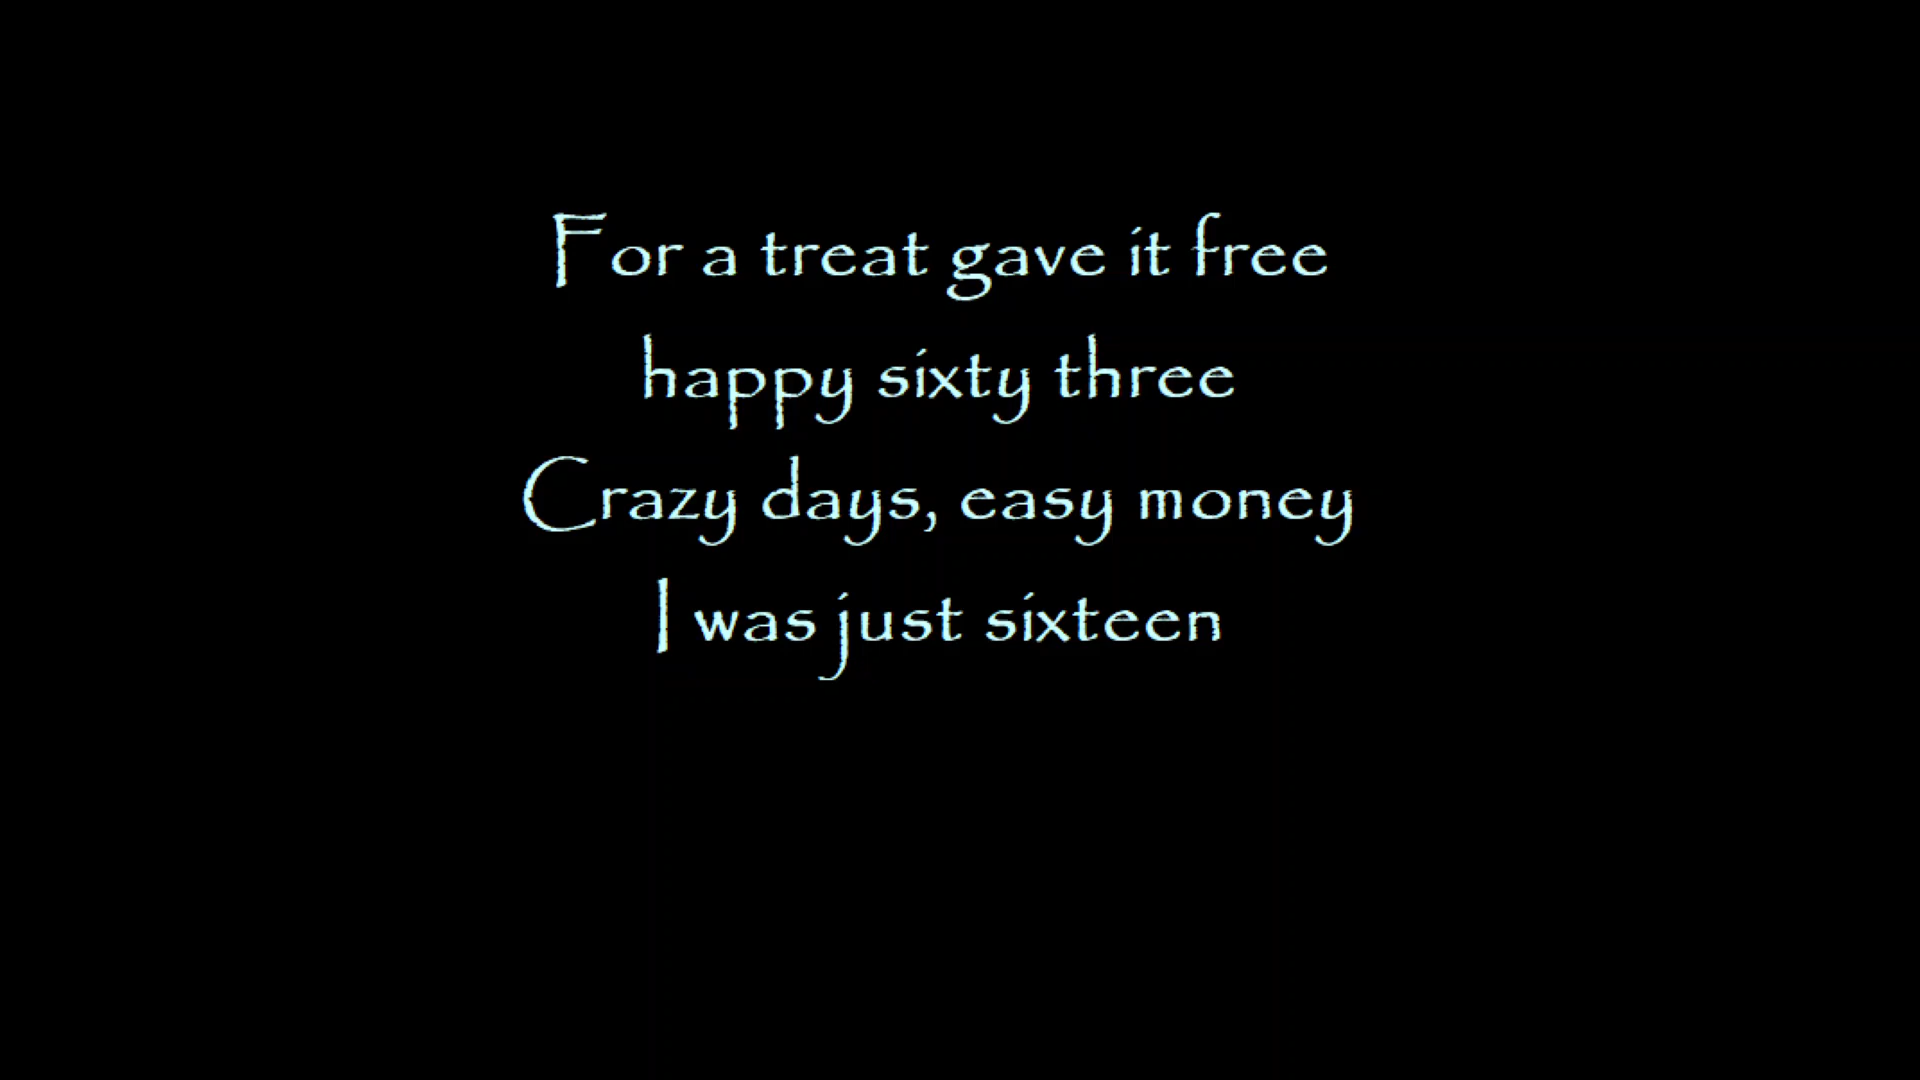 For a treat gave it free
happy sixty three
Crazy days, easy money
I was just sixteen